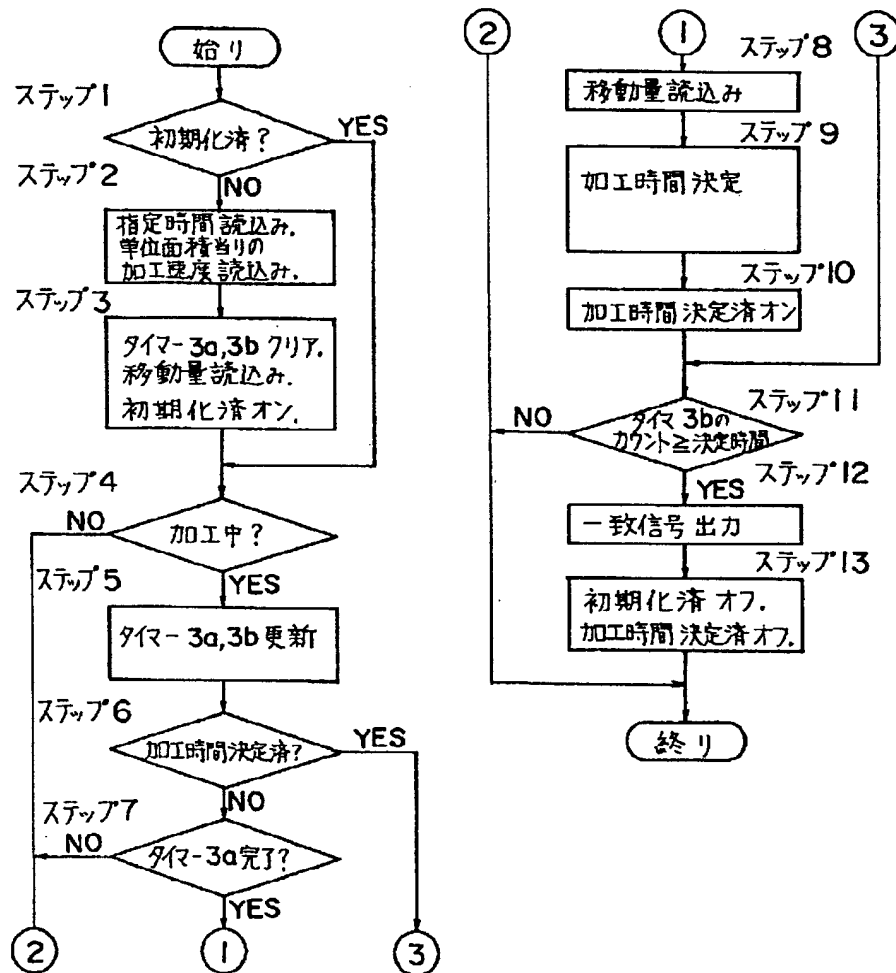 始り
ステップ1
初期化済?
YES
ステップ2
NO
指定時間読込み.
単位面積当りの
加工速度読込み.
ステップ3
タイマー3a,3bクリア.
移動量読込み.
初期化済オン.
ステップ4
NO
加工中?
YES
ステップ5
タイマー3a,3b更新
ステップ6
加工時間決定済?
YES
NO
ステップ7
NO
タイマー3a完了?
YES
2
1
3
2
1
3
ステップ8
移動量読込み
ステップ9
加工時間決定
ステップ10
加工時間決定済オン
ステップ11
NO
タイマ3bの
カウント≧決定時間
ステップ12
YES
一致信号出力
ステップ13
初期化済オフ.
加工時間決定済オフ.
終り